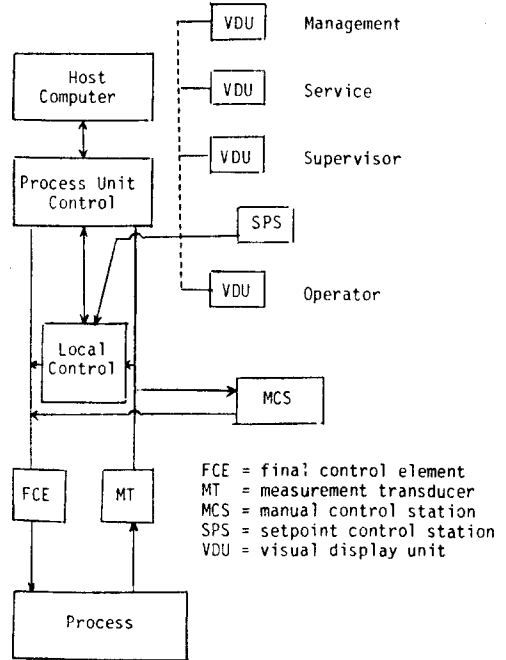 VDU Management
Host
Computer
VDU Service
VDU Supervisor
Process Unit
Control
SPS
VDU Operator
Local
Control
MCS
FCE = final control element
MT = measurement transducer
MCS = manual control station
SPS = setpoint control station
VDU = visual display unit
FCE MT
Process